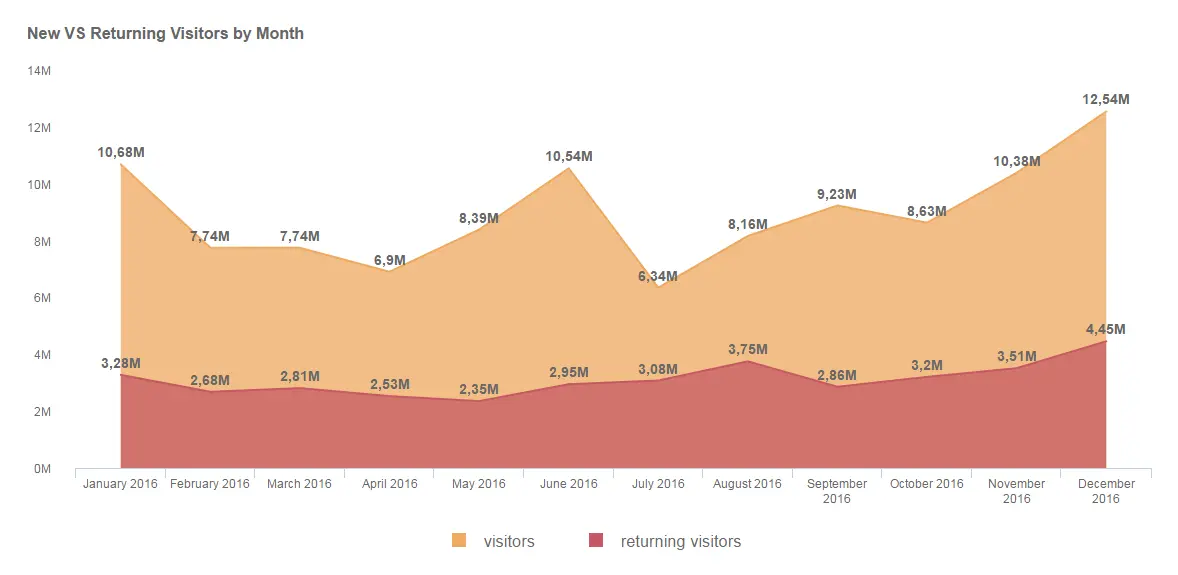 New VS Returning Visitors by Month
14M
12M
10M
8M
6M
4M
2M
0M
10,68M
7,74M
7,74M
6,9M
8,39M
10,54M
6,34M
8,16M
9,23M
8,63M
10,38M
12,54M
3,28M
2,68M
2,81M
2,53M
2,35M
2,95M
3,08M
3,75M
2,86M
3,2M
3,51M
4,45M
January 2016
February 2016
March 2016
April 2016
May 2016
June 2016
July 2016
August 2016
September
2016
October 2016
November
2016
December
2016
visitors
returning visitors